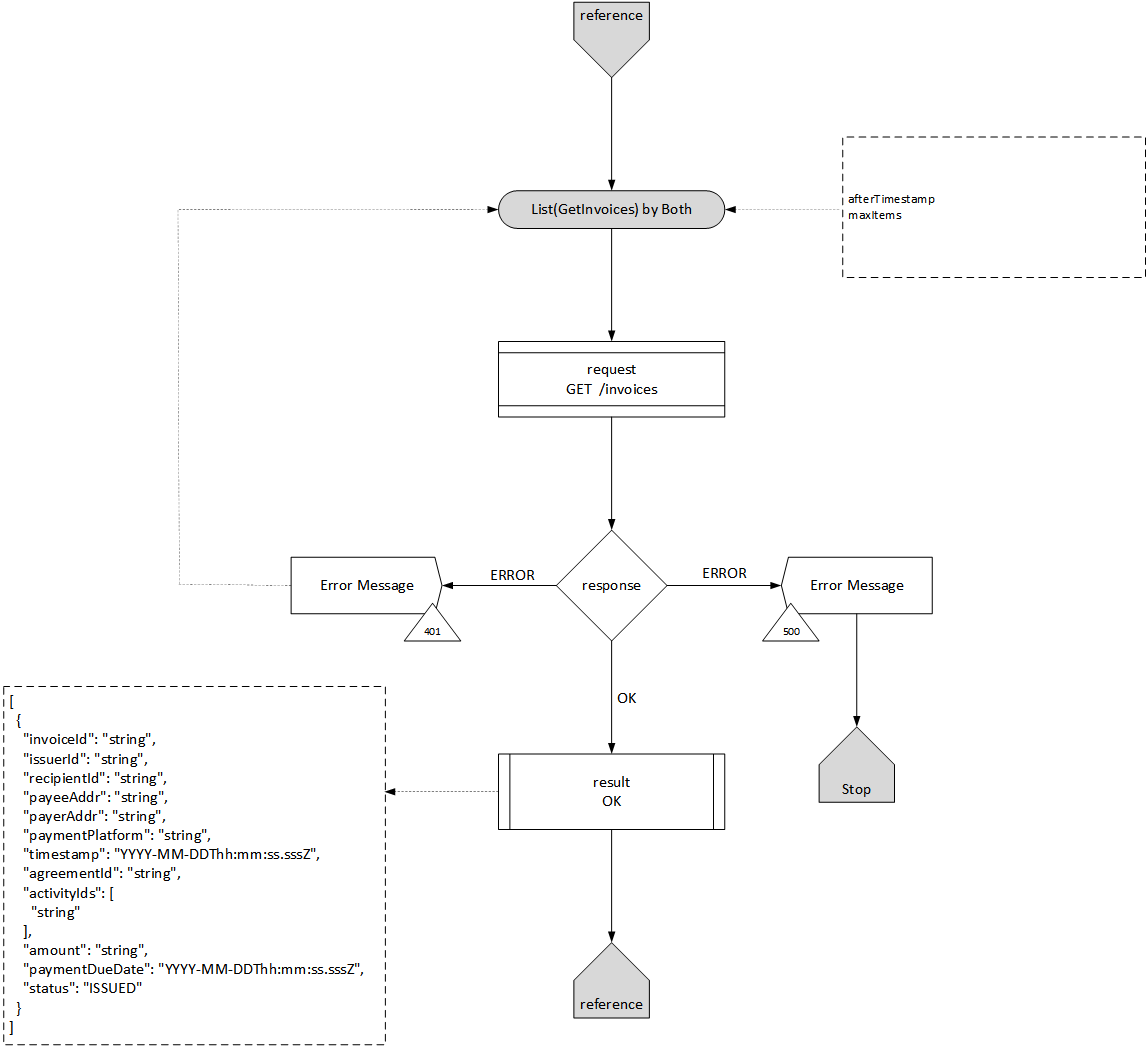 reference
List(GetInvoices) by Both
afterTimestamp
maxItems
request
GET  /invoices
Error Message
ERROR
response
ERROR
Error Message
401
500
OK
[
  {
    "invoiceId": "string",
    "issuerId": "string",
    "recipientId": "string",
    "payeeAddr": "string",
    "payerAddr": "string",
    "paymentPlatform": "string",
    "timestamp": "YYYY-MM-DDThh:mm:ss.sssZ",
    "agreementId": "string",
    "activityIds": [
      "string"
    ],
    "amount": "string",
    "paymentDueDate": "YYYY-MM-DDThh:mm:ss.sssZ",
    "status": "ISSUED"
  }
]
result
OK
Stop
reference